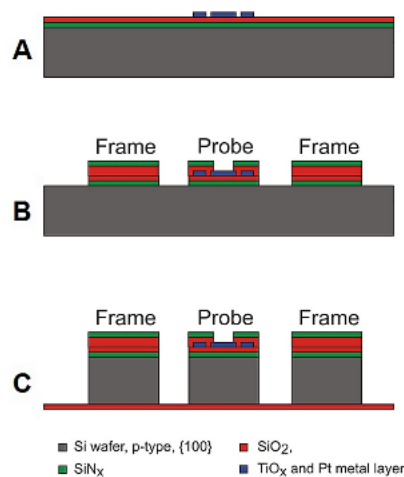 A
Frame Probe Frame
B
Frame Probe Frame
C
Si wafer, p-type, {100} SiO2,
SiNX TiOX and Pt metal layer